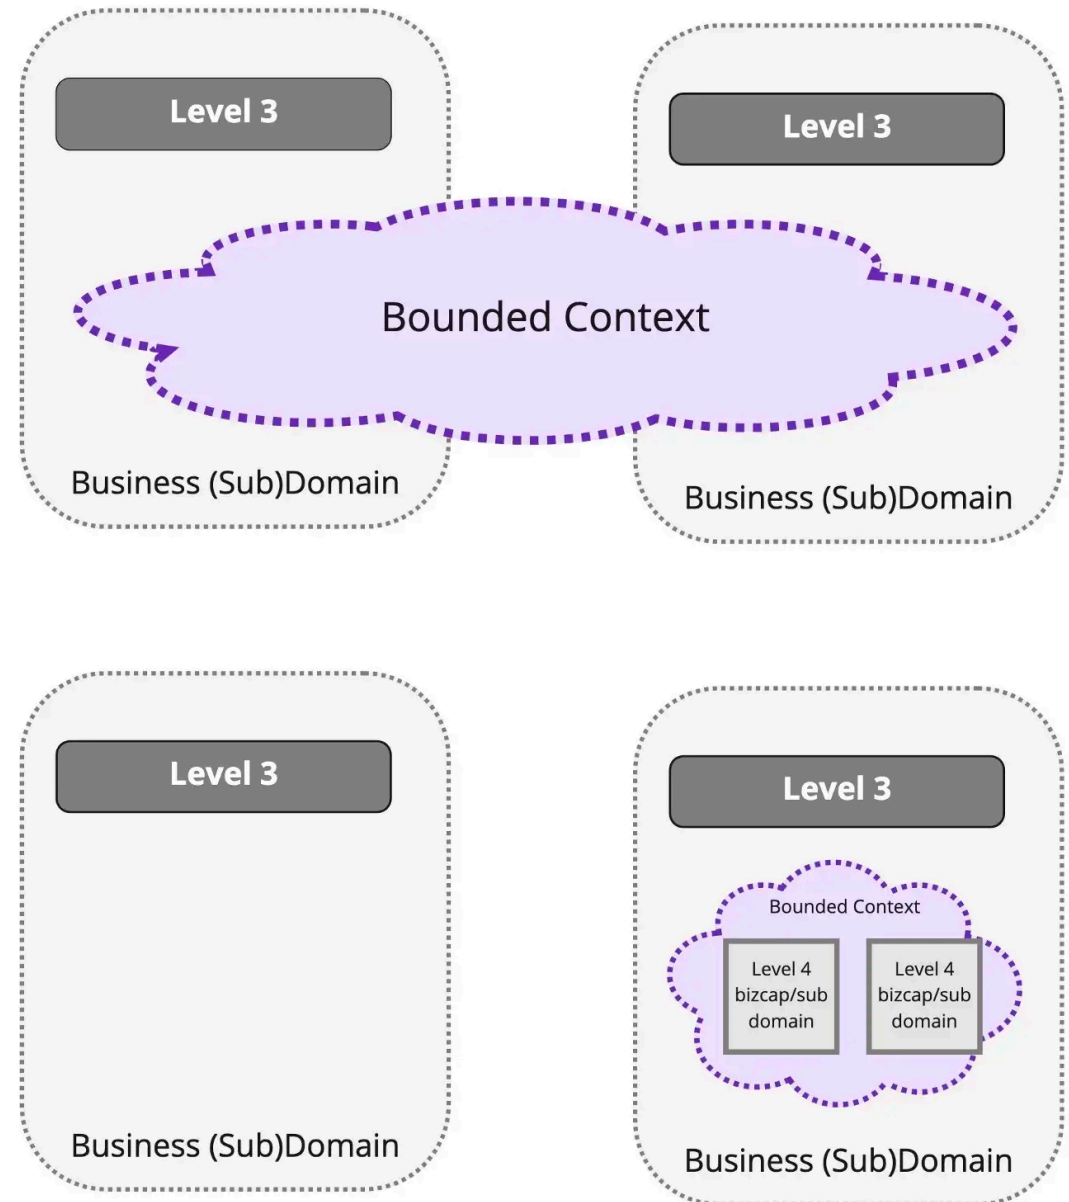 Level 3
Level 3
Bounded Context
Business (Sub)Domain
Business (Sub)Domain
Level 3
Level 3
Bounded Context
Level 4
bizcap/sub
domain
Level 4
bizcap/sub
domain
Business (Sub)Domain
Business (Sub)Domain